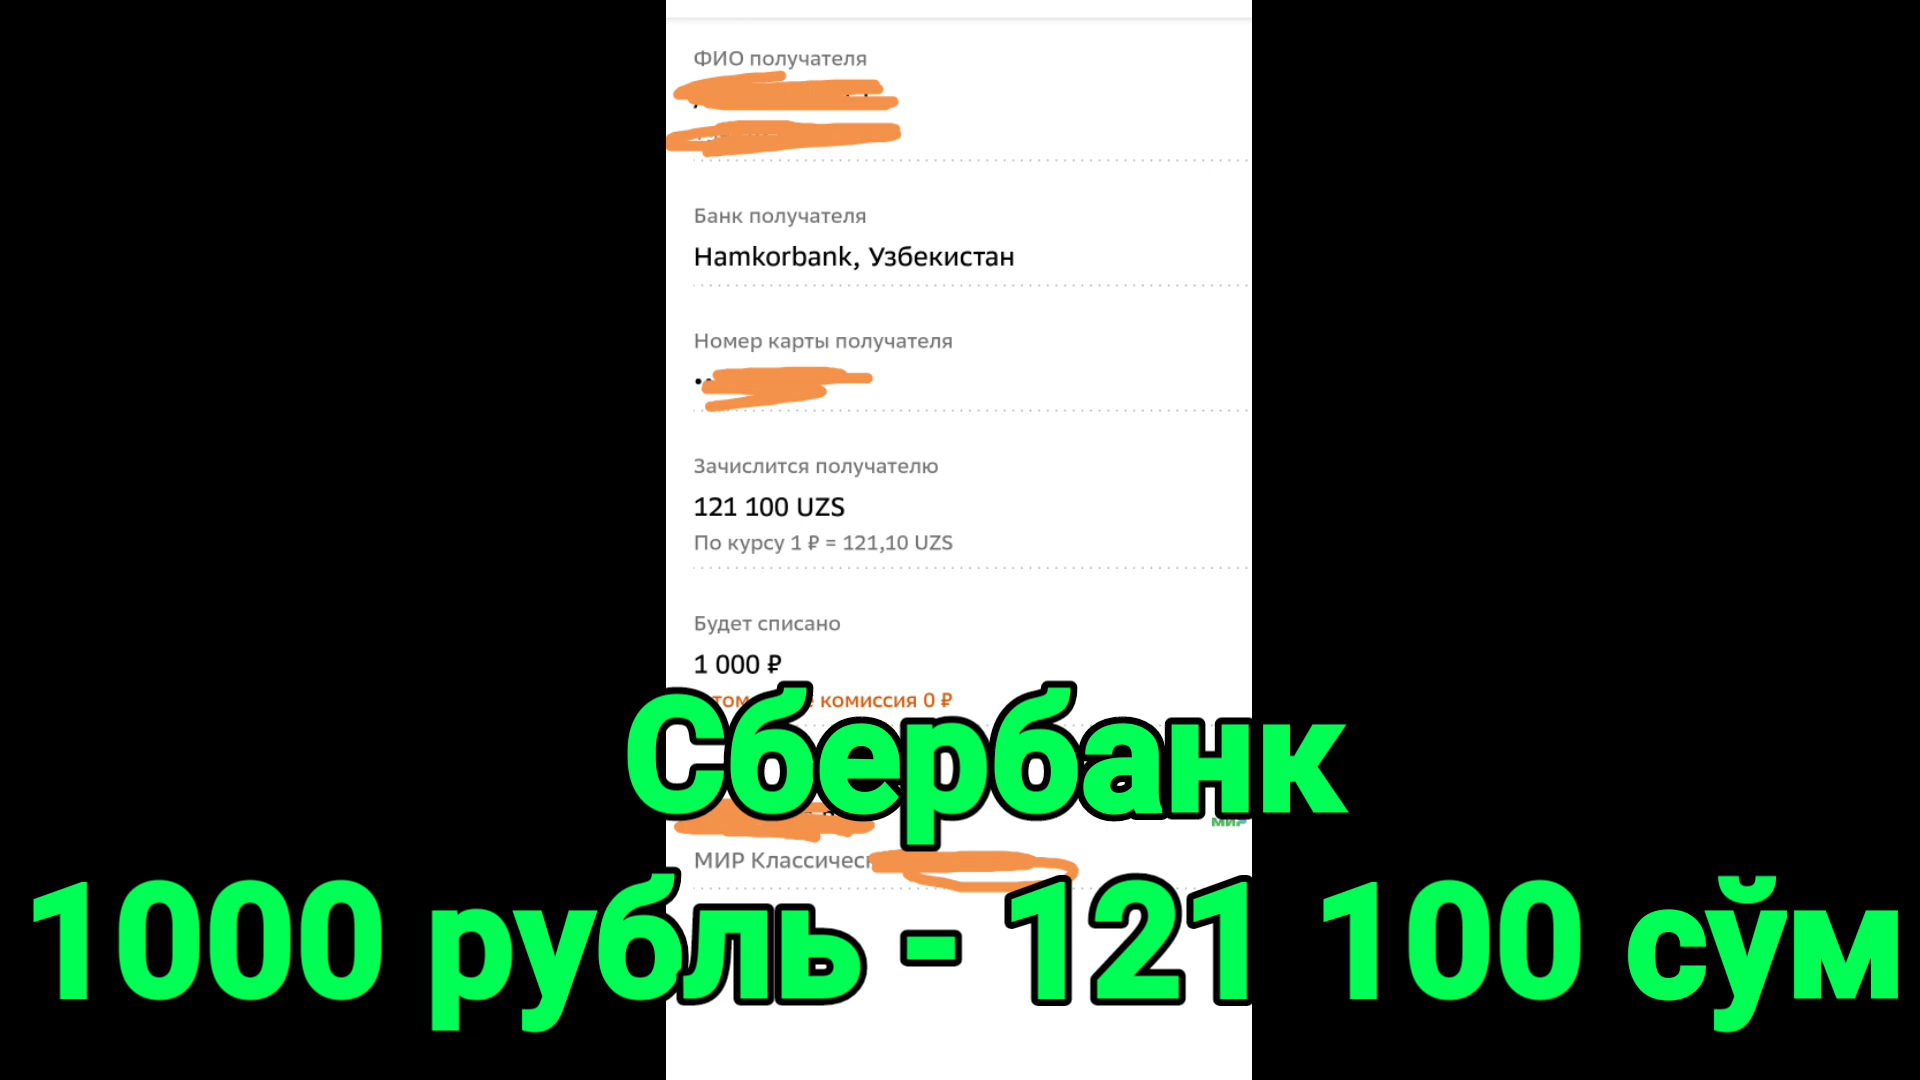 ФИО получателя
Банк получателя
Hamkorbank, Узбекистан
Номер карты получателя
Зачислится получателю
121 100 UZS
По курсу 1 ₽ = 121,10 UZS
Будет списано
1 000 ₽
комиссия 0 ₽
Сбербанк
МИР
МИР
1000 рубль - 121 100 сўм